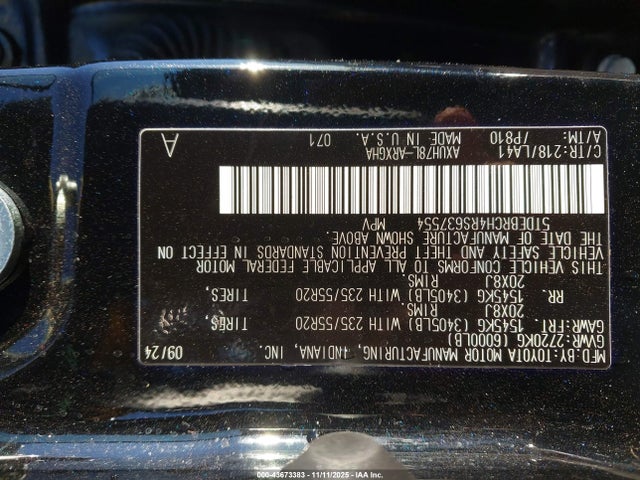 MFD.BY:TOYOTA MOTOR MANUFACTURING, INDIANA, INC. 09/24
GVWR:2720KG (6000LB)
GAWR:FRT. 1545KG (3405LB) WITH 235/55R20 TIRES,
20X8J RIMS
RR. 1545KG (3405LB) WITH 235/55R20 TIRES,
20X8J RIMS
THIS VEHICLE CONFORMS TO ALL APPLICABLE FEDERAL MOTOR
VEHICLE SAFETY AND THEFT PREVENTION STANDARDS IN EFFECT ON
THE DATE OF MANUFACTURE SHOWN ABOVE.
5TDEBRCH4RS637554 MPV
C/TR:218/LA41 AXUH78L-ARXGHA A
A/TM: /P810 MADE IN U.S.A. 071
000-43673383 - 11/11/2025 - IAA Inc.